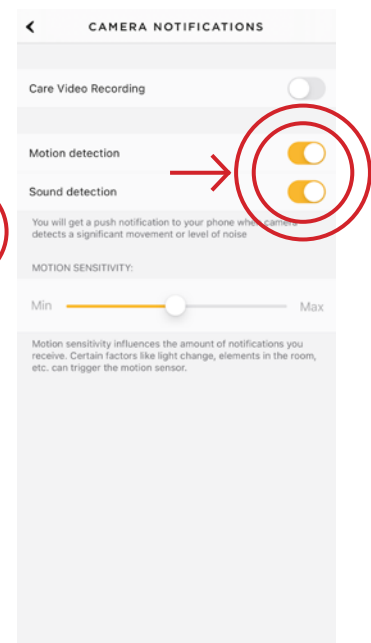 CAMERA NOTIFICATIONS
Care Video Recording
Motion detection
Sound detection
You will get a push notification to your phone when camera
detects a significant movement or level of noise
MOTION SENSITIVITY:
Min Max
Motion sensitivity influences the amount of notifications you
receive. Certain factors like light change, elements in the room,
etc. can trigger the motion sensor.